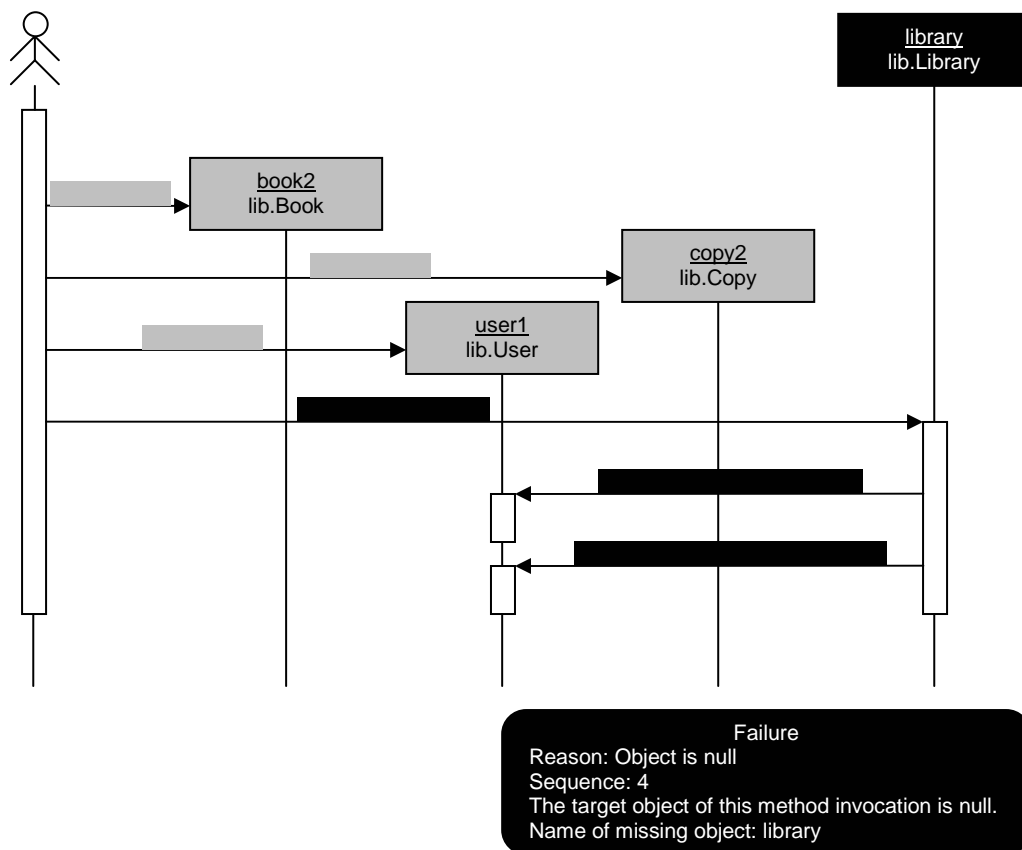 library
lib.Library
book2
lib.Book
copy2
lib.Copy
user1
lib.User
Failure
Reason: Object is null
Sequence: 4
The target object of this method invocation is null.
Name of missing object: library